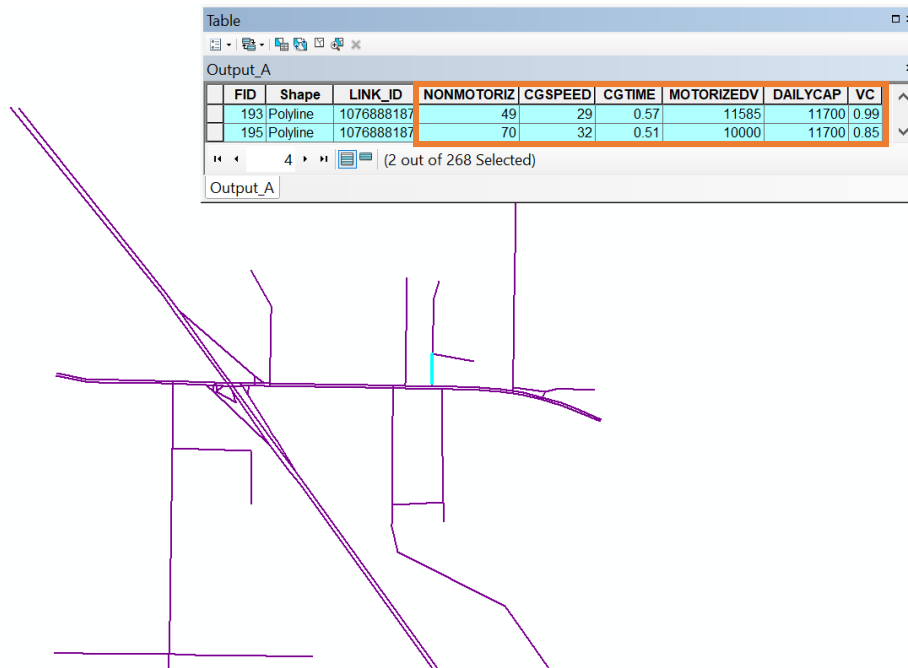 Table
Output_A
FID Shape LINK_ID NONMOTORIZ CGSPEED CGTIME MOTORIZEDV DAILYCAP VC
193 Polyline 1076888187 49 29 0.57 11585 11700 0.99
195 Polyline 1076888187 70 32 0.51 10000 11700 0.85
4 (2 out of 268 Selected)
Output_A